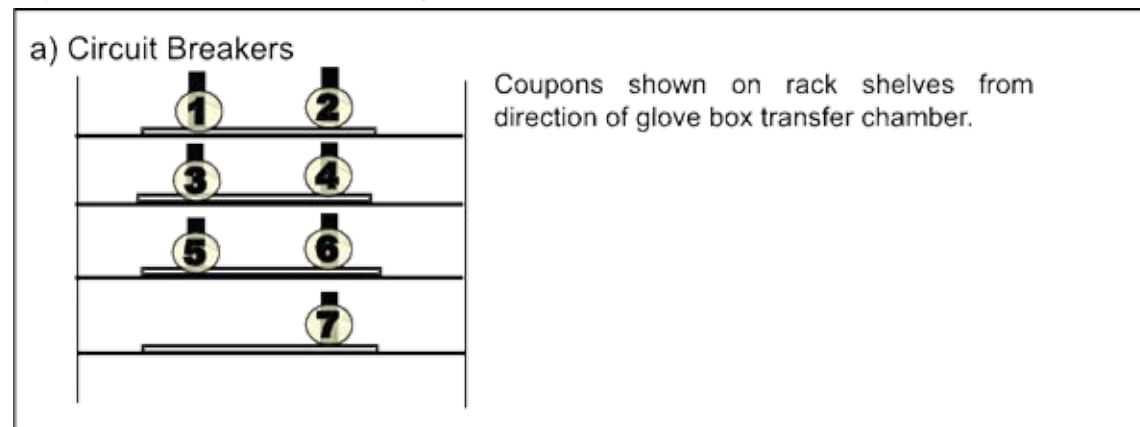 a) Circuit Breakers
Coupons shown on rack shelves from
direction of glove box transfer chamber.
1 2
3 4
5 6
7